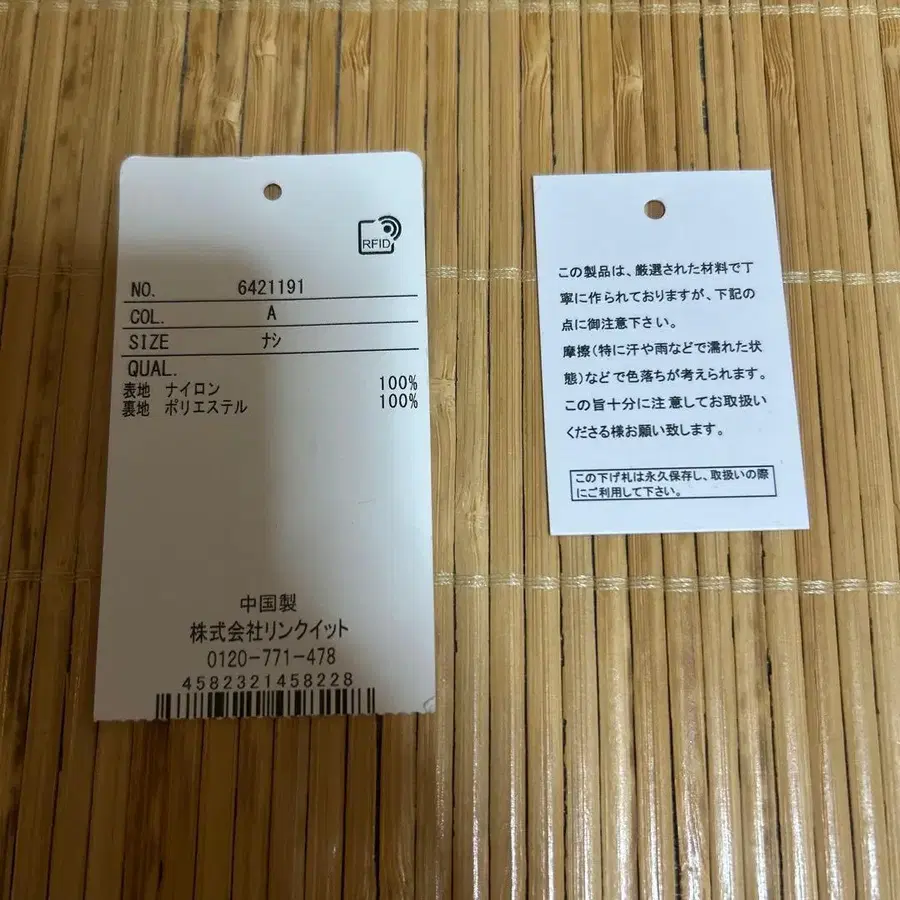 RFID
NO. 6421191
COL. A
SIZE ナシ
QUAL.
表地 ナイロン 100%
裏地 ポリエステル 100%
中国製
株式会社リンクイット
0120-771-478
4582321458228
この製品は、厳選された材料で丁
寧に作られておりますが、下記の
点に御注意下さい。
摩擦(特に汗や雨などで濡れた状
態)などで色落ちが考えられます。
この旨十分に注意してお取扱い
くださる様お願い致します。
この下げ札は永久保存し、取扱いの際
にご利用して下さい。